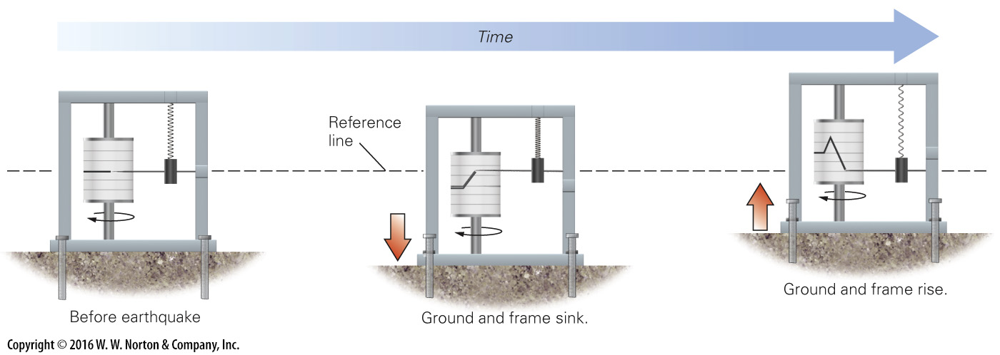 Time
Reference
line
Before earthquake
Ground and frame sink.
Ground and frame rise.
Copyright © 2016 W. W. Norton & Company, Inc.